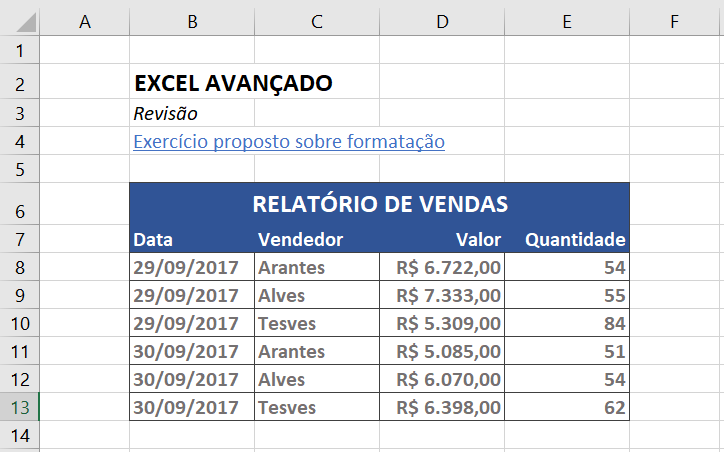 A B C D E F
1
2 EXCEL AVANÇADO
3 Revisão
4 Exercício proposto sobre formatação
5
6 RELATÓRIO DE VENDAS
7 Data Vendedor Valor Quantidade
8 29/09/2017 Arantes R$ 6.722,00 54
9 29/09/2017 Alves R$ 7.333,00 55
10 29/09/2017 Tesves R$ 5.309,00 84
11 30/09/2017 Arantes R$ 5.085,00 51
12 30/09/2017 Alves R$ 6.070,00 54
13 30/09/2017 Tesves R$ 6.398,00 62
14